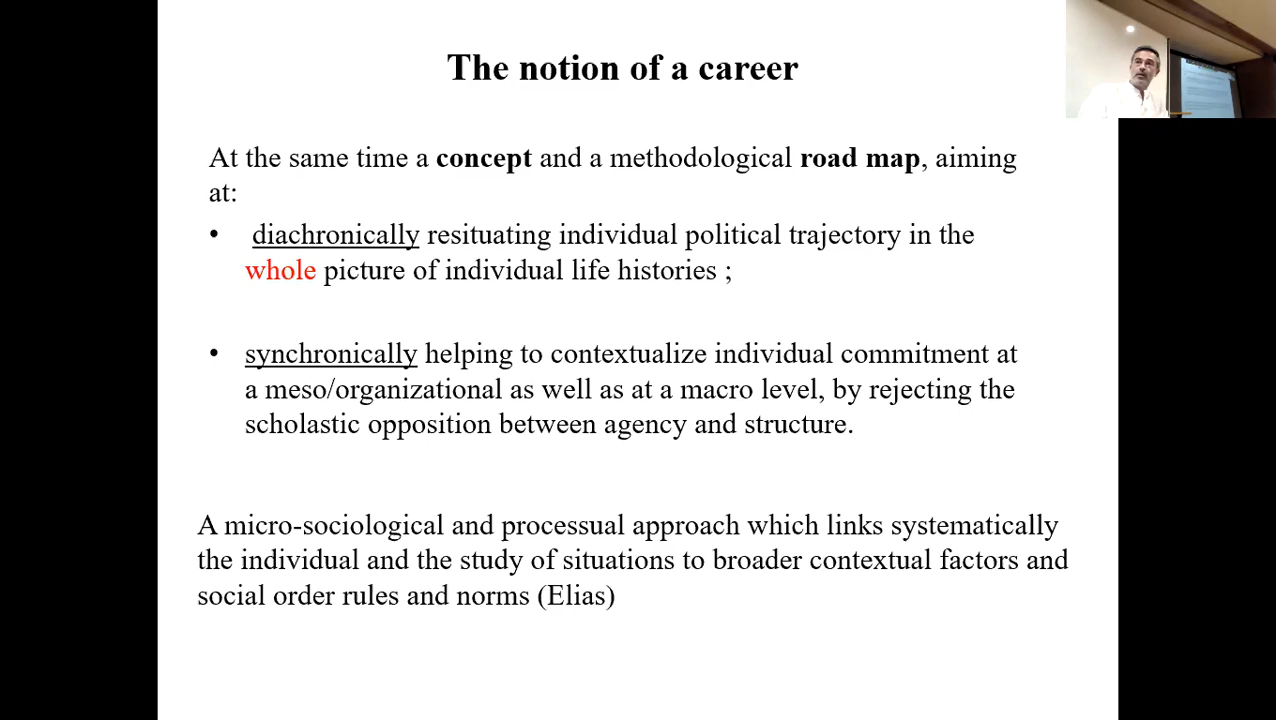 The notion of a career
At the same time a concept and a methodological road map, aiming
at:
• diachronically resituating individual political trajectory in the
whole picture of individual life histories ;
• synchronically helping to contextualize individual commitment at
a meso/organizational as well as at a macro level, by rejecting the
scholastic opposition between agency and structure.
A micro-sociological and processual approach which links systematically
the individual and the study of situations to broader contextual factors and
social order rules and norms (Elias)